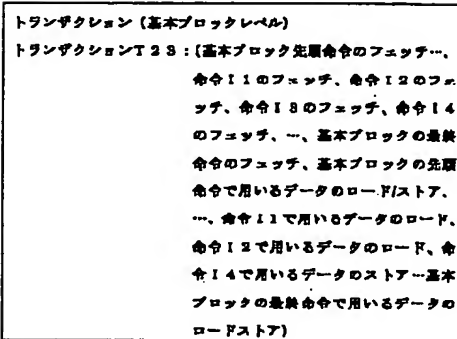 トランザクション (基本ブロックレベル)
トランザクションT23:(基本ブロック先頭命令のフェッチ…、
命令I1のフェッチ、命令I2のフェ
ッチ、命令I3のフェッチ、命令I4
のフェッチ、…、基本ブロックの最終
命令のフェッチ、基本ブロックの先頭
命令で用いるデータのロード/ストア、
…、命令I1で用いるデータのロード、
命令I2で用いるデータのロード、命
令I4で用いるデータのストア…基本
ブロックの最終命令で用いるデータの
ロードストア)